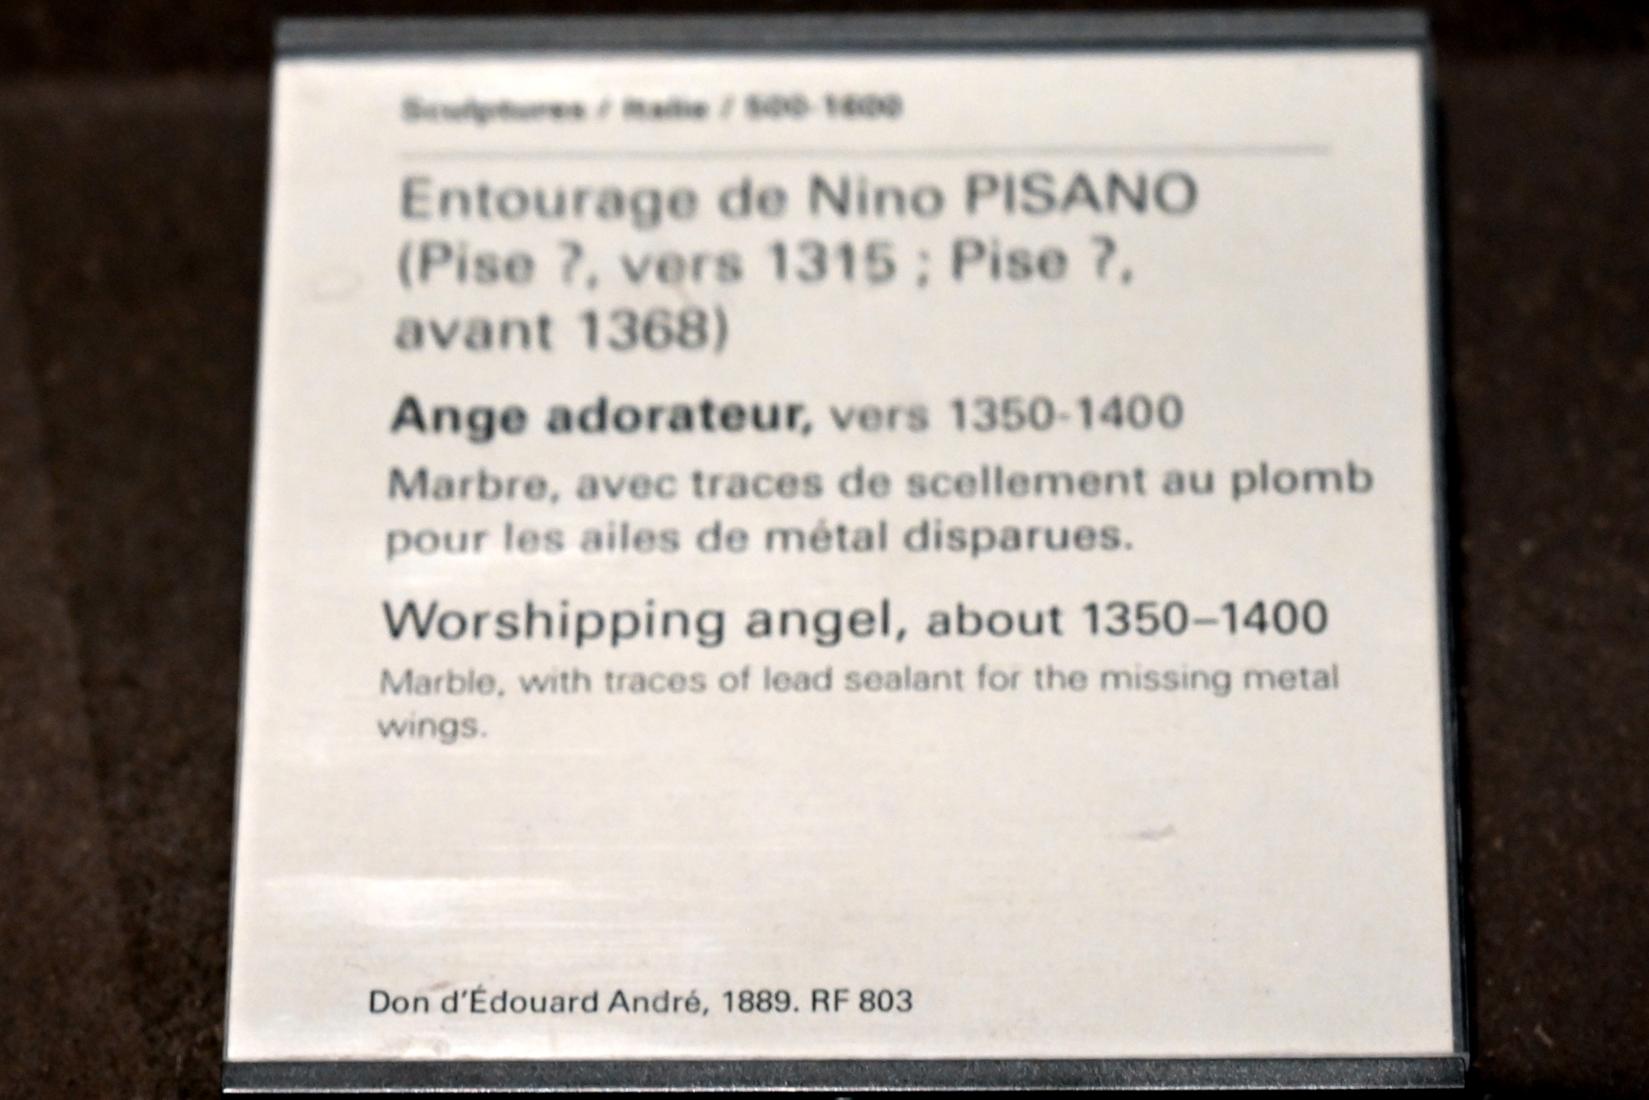 Sculptures / Italie / 500-1600
Entourage de Nino PISANO
(Pise ?, vers 1315 ; Pise ?,
avant 1368)
Ange adorateur, vers 1350-1400
Marbre, avec traces de scellement au plomb
pour les ailes de métal disparues.
Worshipping angel, about 1350–1400
Marble, with traces of lead sealant for the missing metal
wings.
Don d'Édouard André, 1889. RF 803